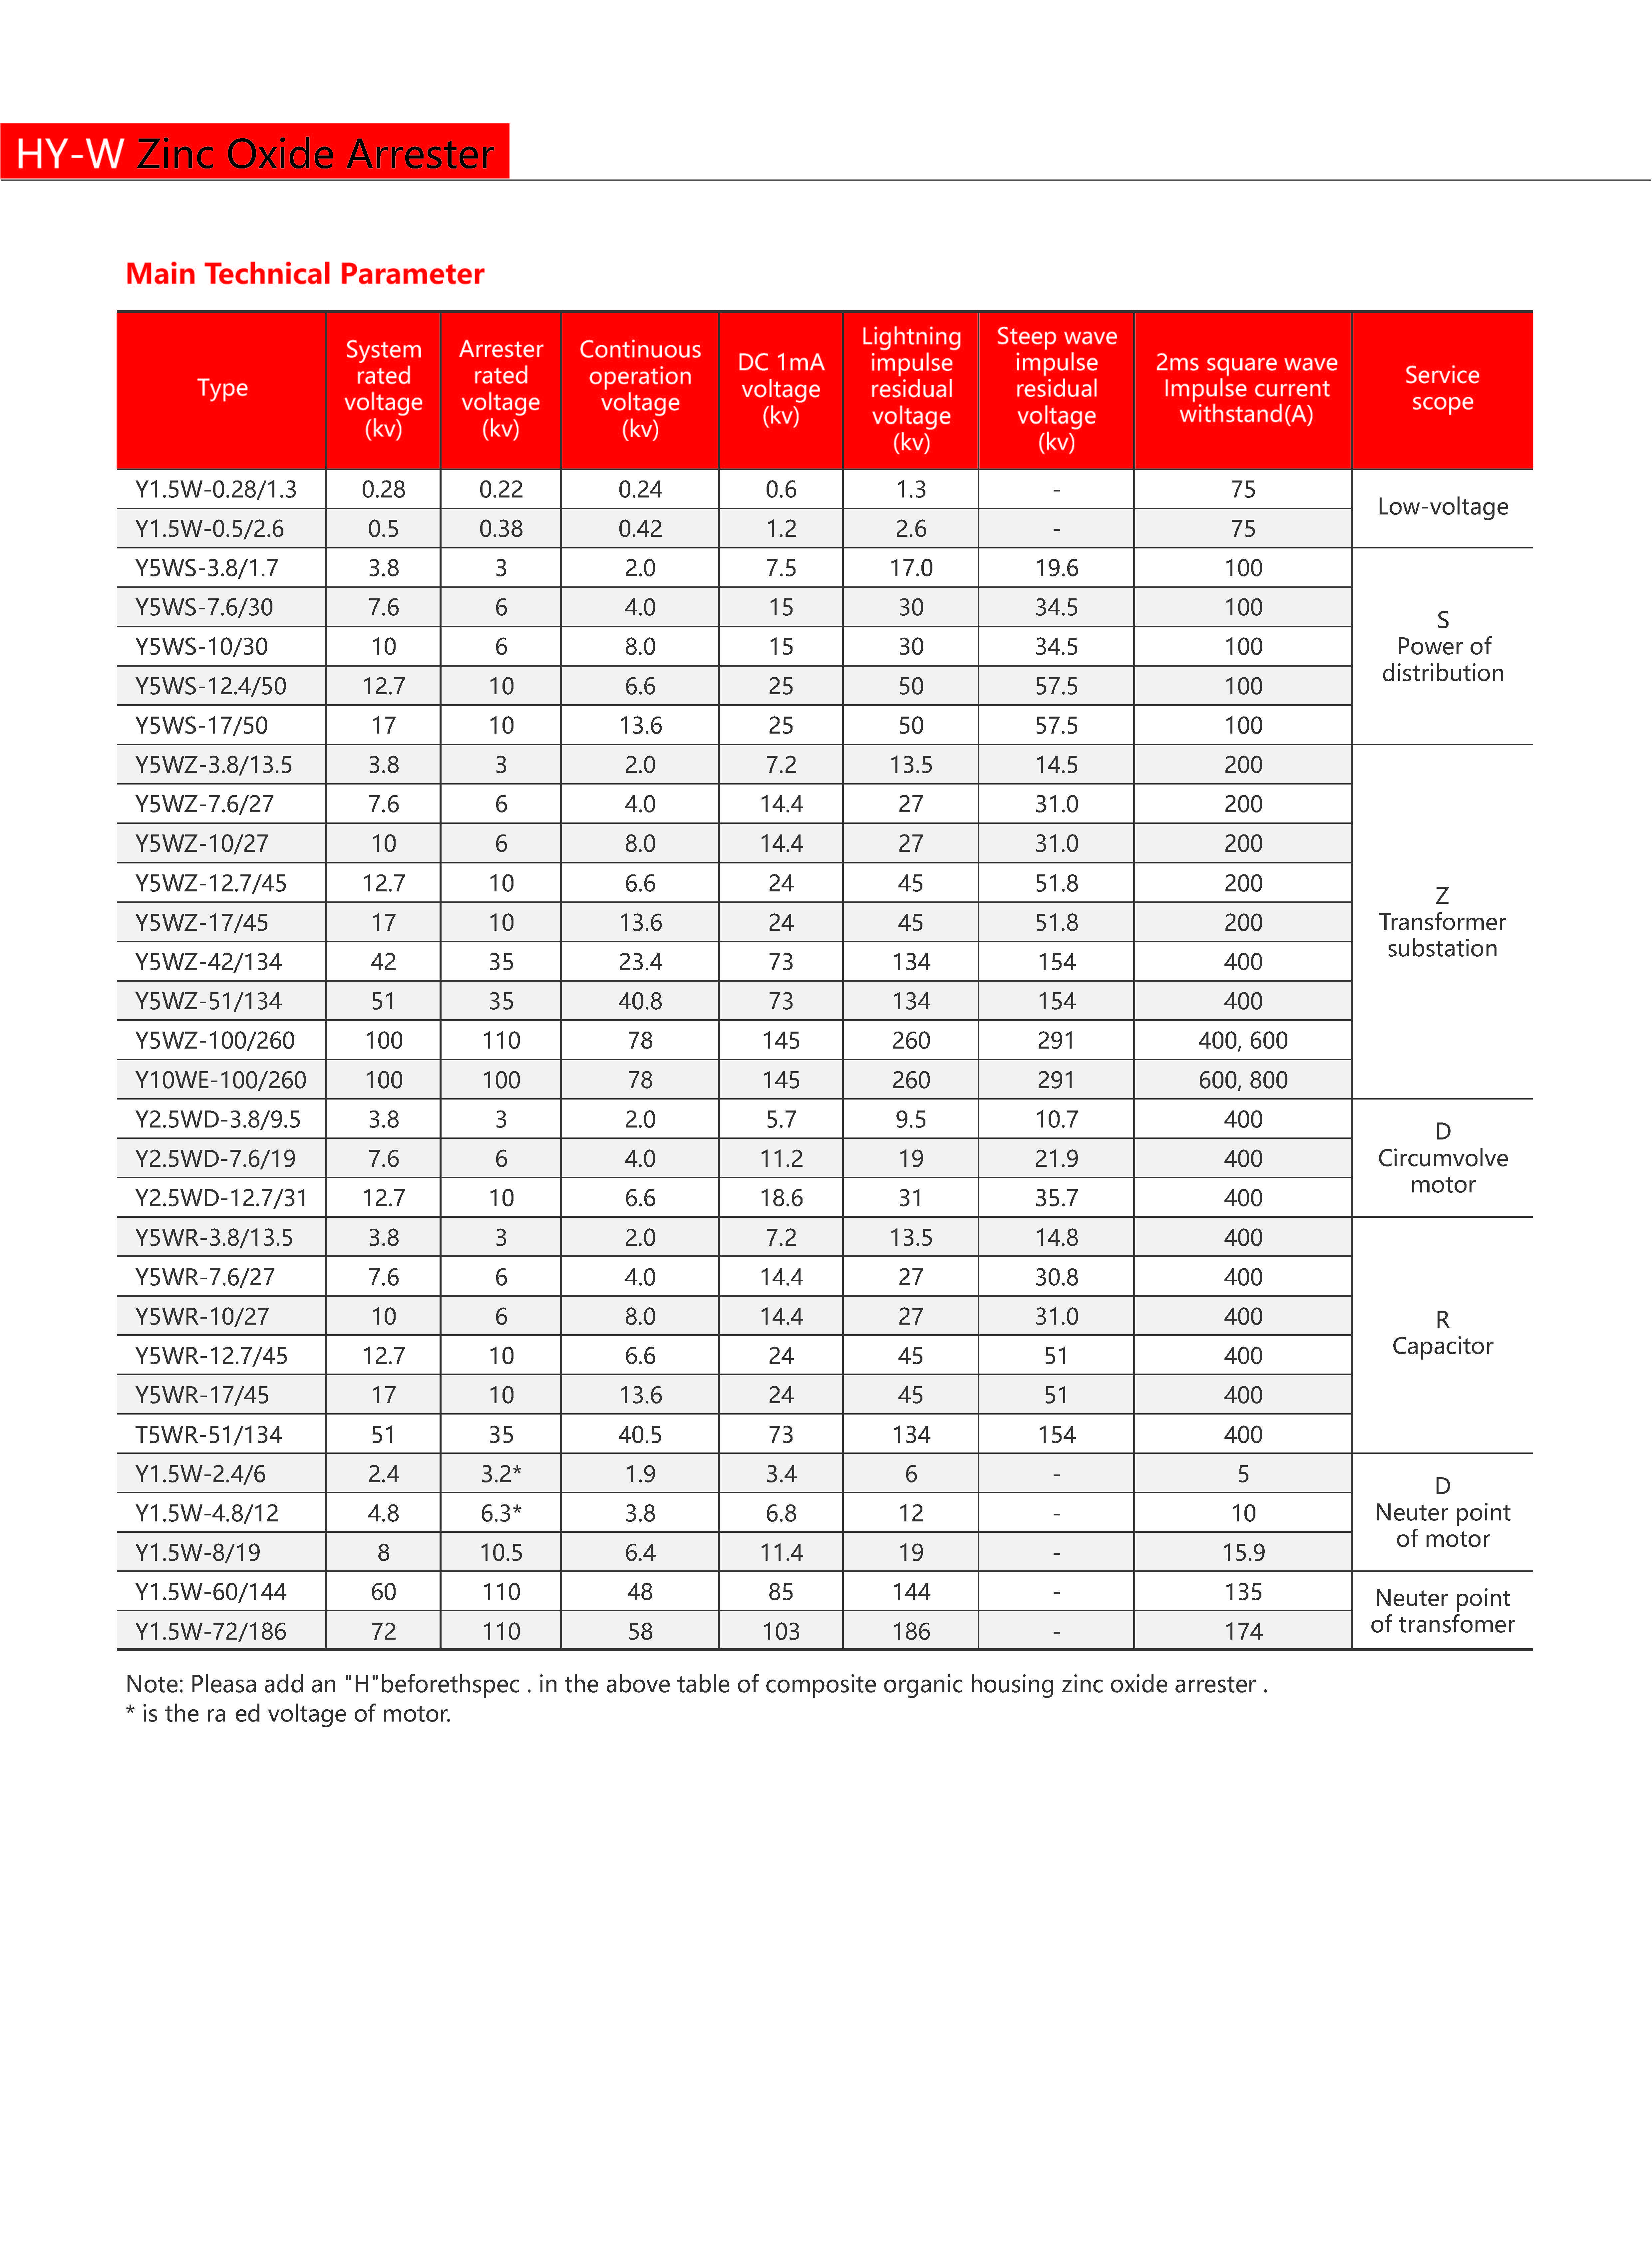 HY-W Zinc Oxide Arrester
Main Technical Parameter
Type System rated voltage (kv) Arrester rated voltage (kv) Continuous operation voltage (kv) DC 1mA voltage (kv) Lightning impulse residual voltage (kv) Steep wave impulse residual voltage (kv) 2ms square wave Impulse current withstand(A) Service scope
Y1.5W-0.28/1.3 0.28 0.22 0.24 0.6 1.3 - 75
Low-voltage
Y1.5W-0.5/2.6 0.5 0.38 0.42 1.2 2.6 - 75
Y5WS-3.8/1.7 3.8 3 2.0 7.5 17.0 19.6 100
Y5WS-7.6/30 7.6 6 4.0 15 30 34.5 100
S
Power of
distribution
Y5WS-10/30 10 6 8.0 15 30 34.5 100
Y5WS-12.4/50 12.7 10 6.6 25 50 57.5 100
Y5WS-17/50 17 10 13.6 25 50 57.5 100
Y5WZ-3.8/13.5 3.8 3 2.0 7.2 13.5 14.5 200
Y5WZ-7.6/27 7.6 6 4.0 14.4 27 31.0 200
Y5WZ-10/27 10 6 8.0 14.4 27 31.0 200
Y5WZ-12.7/45 12.7 10 6.6 24 45 51.8 200
Z
Transformer
substation
Y5WZ-17/45 17 10 13.6 24 45 51.8 200
Y5WZ-42/134 42 35 23.4 73 134 154 400
Y5WZ-51/134 51 35 40.8 73 134 154 400
Y5WZ-100/260 100 110 78 145 260 291 400, 600
Y10WE-100/260 100 100 78 145 260 291 600, 800
Y2.5WD-3.8/9.5 3.8 3 2.0 5.7 9.5 10.7 400
D
Circumvolve
motor
Y2.5WD-7.6/19 7.6 6 4.0 11.2 19 21.9 400
Y2.5WD-12.7/31 12.7 10 6.6 18.6 31 35.7 400
Y5WR-3.8/13.5 3.8 3 2.0 7.2 13.5 14.8 400
Y5WR-7.6/27 7.6 6 4.0 14.4 27 30.8 400
Y5WR-10/27 10 6 8.0 14.4 27 31.0 400
R
Capacitor
Y5WR-12.7/45 12.7 10 6.6 24 45 51 400
Y5WR-17/45 17 10 13.6 24 45 51 400
T5WR-51/134 51 35 40.5 73 134 154 400
Y1.5W-2.4/6 2.4 3.2* 1.9 3.4 6 - 5
D
Neuter point
of motor
Y1.5W-4.8/12 4.8 6.3* 3.8 6.8 12 - 10
Y1.5W-8/19 8 10.5 6.4 11.4 19 - 15.9
Y1.5W-60/144 60 110 48 85 144 - 135
Neuter point
of transfomer
Y1.5W-72/186 72 110 58 103 186 - 174
Note: Pleasa add an "H"beforethspec . in the above table of composite organic housing zinc oxide arrester .
* is the ra ed voltage of motor.